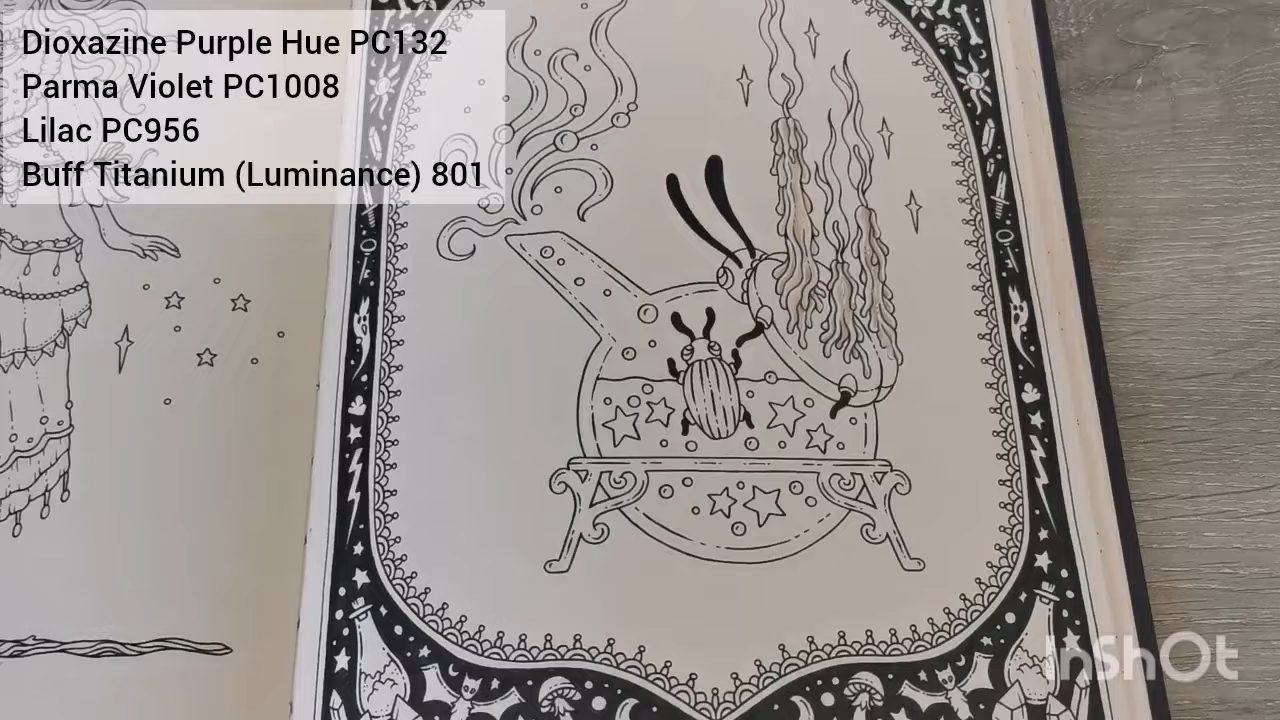 Dioxazine Purple Hue PC132
Parma Violet PC1008
Lilac PC956
Buff Titanium (Luminance) 801
InShOt